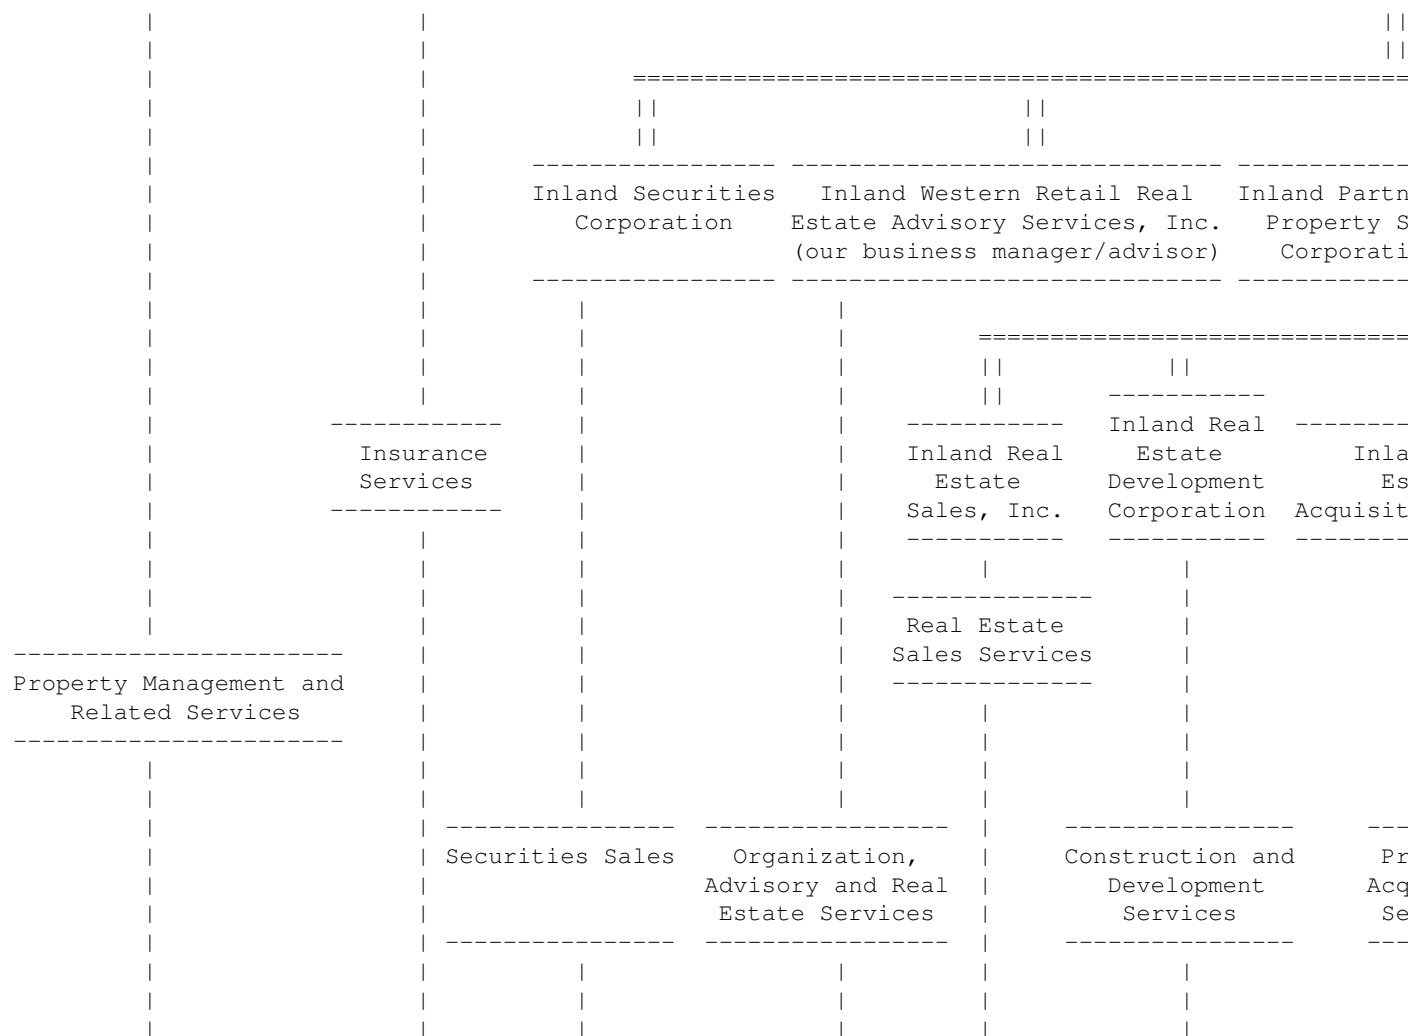 Inland Securities Inland Western Retail Real Inland
Corporation Estate Advisory Services, Inc. Property
(our business manager/advisor)
Inland Real
Insurance Inland Real Estate
Services Estate Development
Sales, Inc. Corporation
Real Estate
Sales Services
Property Management and
Related Services
Securities Sales Organization, Construction and
Advisory and Real Development
Estate Services Services